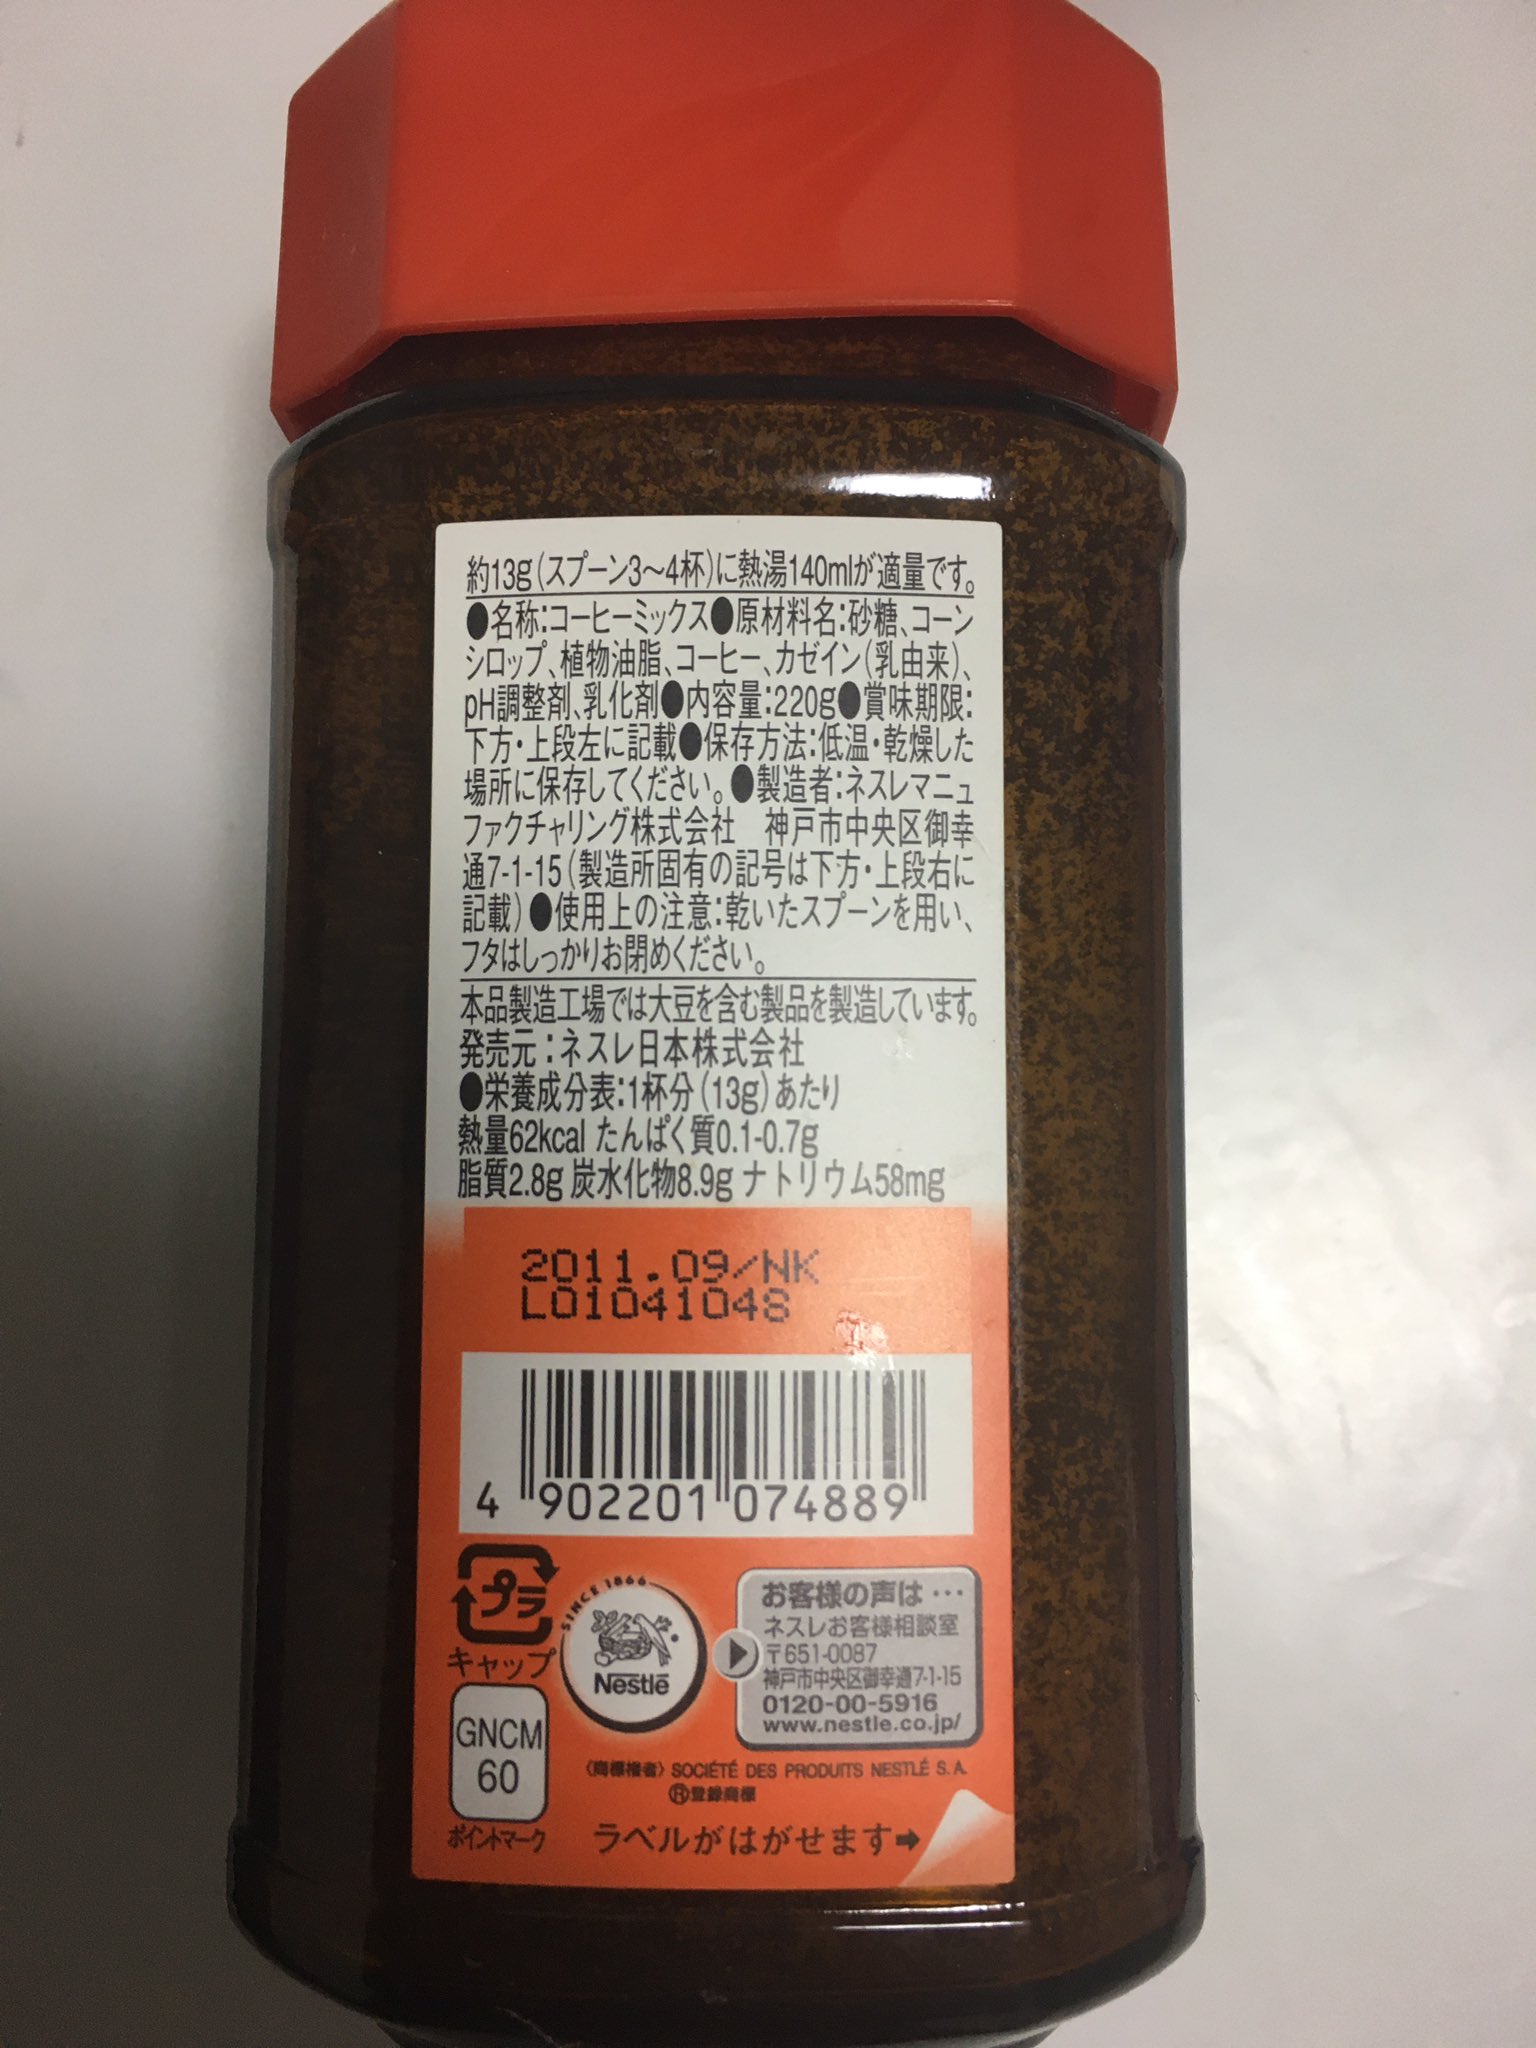 約13g(スプーン3〜4杯)に熱湯140mlが適量です。
●名称:コーヒーミックス●原材料名:砂糖、コーン
シロップ、植物油脂、コーヒー、カゼイン(乳由来)、
pH調整剤、乳化剤●内容量:220g●賞味期限:
下方・上段左に記載●保存方法:低温・乾燥した
場所に保存してください。●製造者:ネスレマニュ
ファクチャリング株式会社 神戸市中央区御幸
通7-1-15(製造所固有の記号は下方・上段右に
記載)●使用上の注意:乾いたスプーンを用い、
フタはしっかりお閉めください。
本品製造工場では大豆を含む製品を製造しています。
発売元:ネスレ日本株式会社
●栄養成分表:1杯分(13g)あたり
熱量62kcal たんぱく質0.1-0.7g
脂質2.8g 炭水化物8.9g ナトリウム58mg
2011.09/NK
L01041048
4 902201 074889
プラ
キャップ
GNCM
60
ポイントマーク
SINCE 1866
Nestlé
お客様の声は…
ネスレお客様相談室
〒651-0087
神戸市中央区御幸通7-1-15
0120-00-5916
www.nestle.co.jp/
〈商標権者〉SOCIÉTÉ DES PRODUITS NESTLÉ S.A.
®登録商標
ラベルがはがせます➡